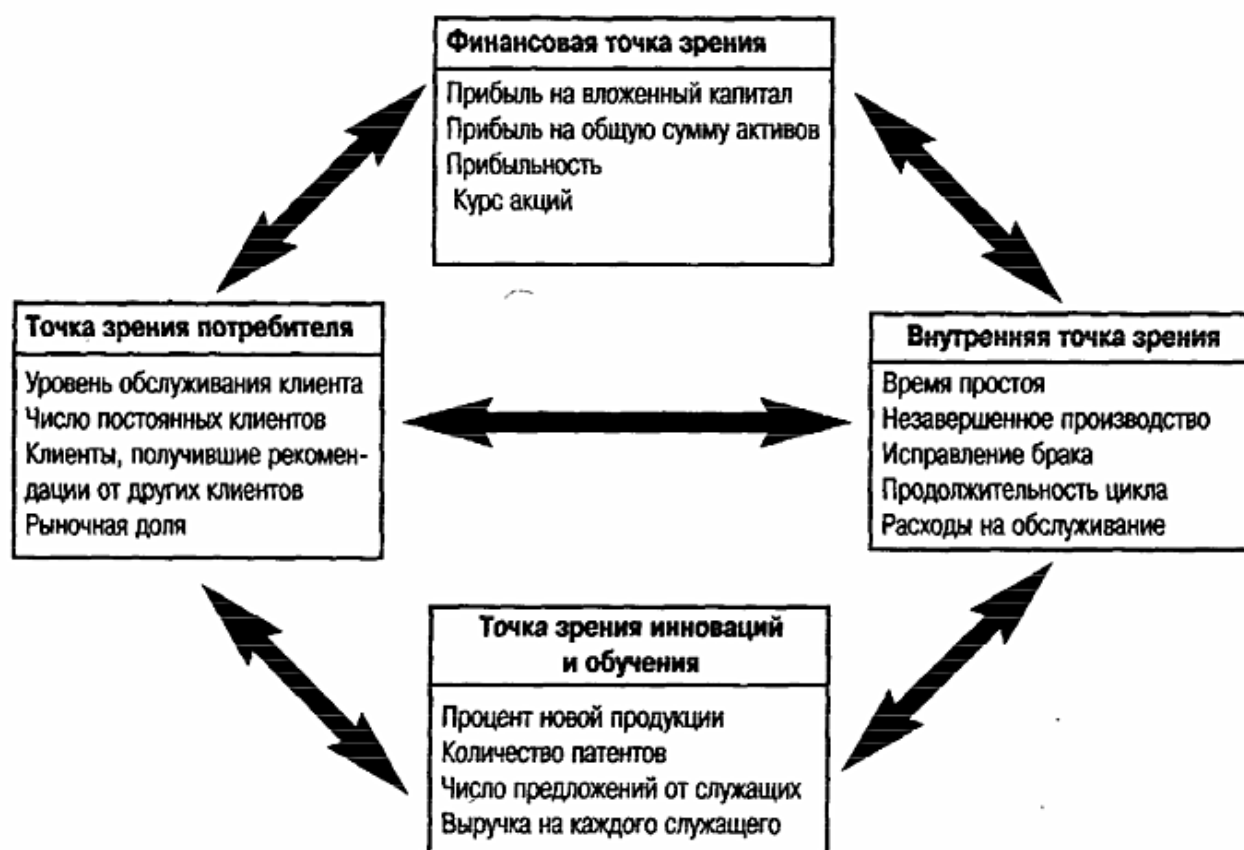 Финансовая точка зрения
Прибыль на вложенный капитал
Прибыль на общую сумму активов
Прибыльность
Курс акций
Точка зрения потребителя
Уровень обслуживания клиента
Число постоянных клиентов
Клиенты, получившие рекомен-
дации от других клиентов
Рыночная доля
Внутренняя точка зрения
Время простоя
Незавершенное производство
Исправление брака
Продолжительность цикла
Расходы на обслуживание
Точка зрения инноваций
и обучения
Процент новой продукции
Количество патентов
Число предложений от служащих
Выручка на каждого служащего